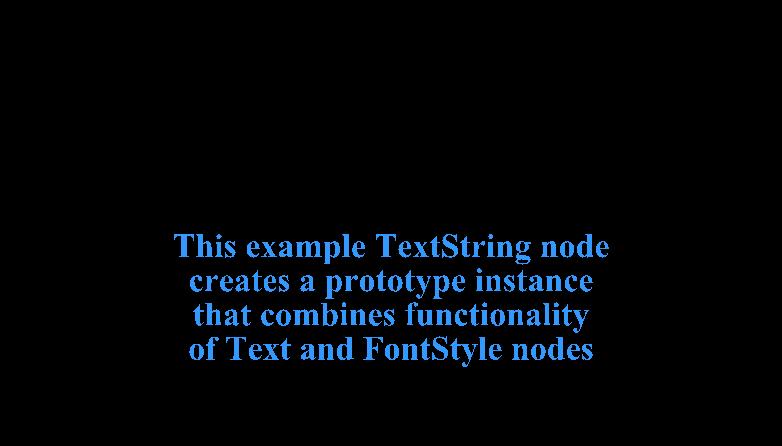 This example TextString node
creates a prototype instance
that combines functionality
of Text and FontStyle nodes